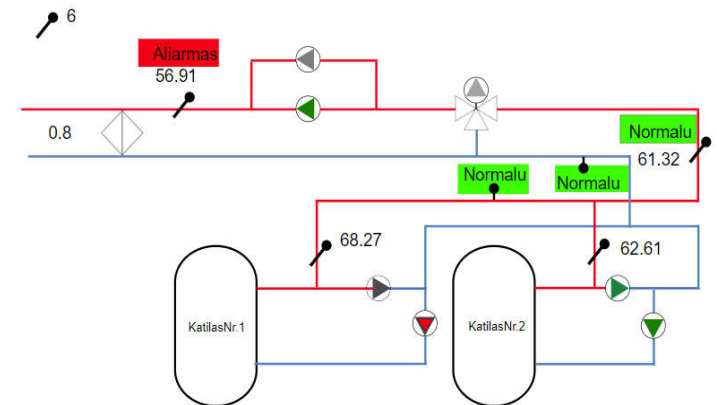 6
Aliarmas
56.91
0.8
Normalu
61.32
Normalu
Normalu
68.27
62.61
KatilasNr.1
KatilasNr.2